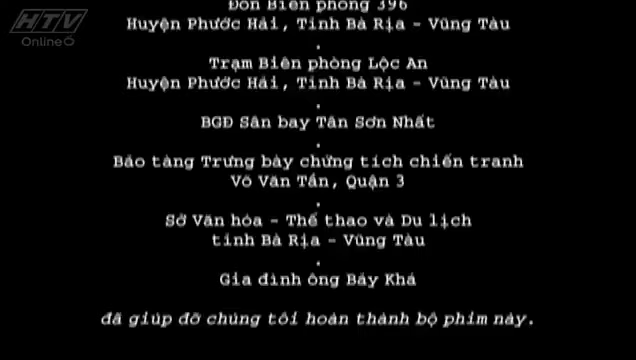 HTV
Online
Đồn Biên phòng 396
Huyện Phước Hải, Tỉnh Bà Rịa - Vũng Tàu
.
Trạm Biên phòng Lộc An
Huyện Phước Hải, Tỉnh Bà Rịa - Vũng Tàu
.
BGĐ Sân bay Tân Sơn Nhất
.
Bảo tàng Trưng bày chứng tích chiến tranh
Võ Văn Tần, Quận 3
.
Sở Văn hóa - Thể thao và Du lịch
tỉnh Bà Rịa - Vũng Tàu
.
Gia đình ông Bảy Khá
đã giúp đỡ chúng tôi hoàn thành bộ phim này.